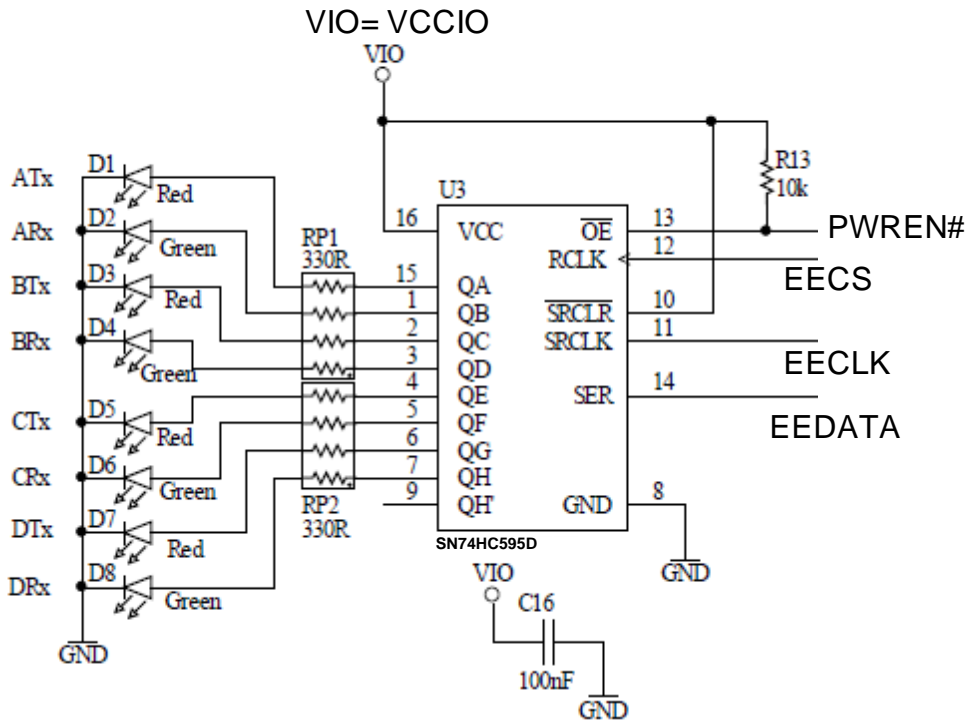 VIO= VCCIO
VIO
R13
10k
ATx
D1
Red
U3
16
VCC
OE
13
PWREN#
ARx
D2
Green
RP1
330R
RCLK
12
EECS
BTx
D3
Red
15
QA
1
QB
SRCLR
10
BRx
D4
Green
2
QC
SRCLK
11
EECLK
3
QD
4
QE
SER
14
EEDATA
CTx
D5
Red
5
QF
6
QG
CRx
D6
Green
7
QH
9
QH'
GND
8
RP2
330R
DTx
D7
Red
SN74HC595D
DRx
D8
Green
VIO
C16
100nF
GND
GND
GND